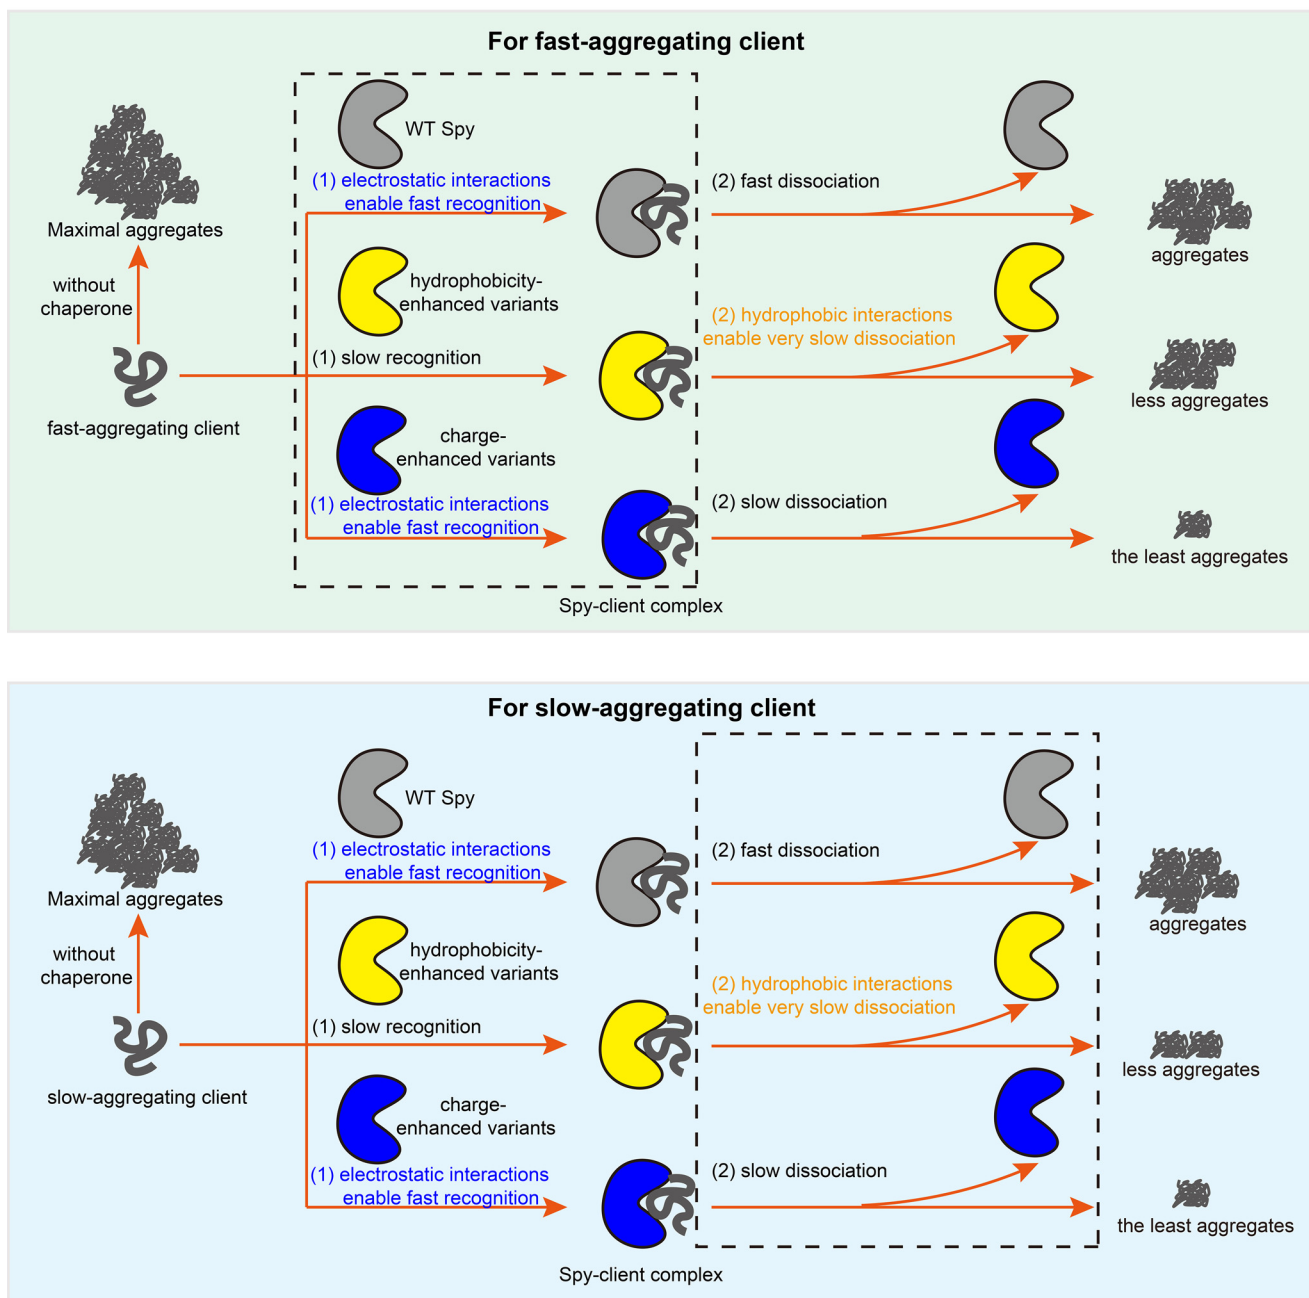 For fast-aggregating client
WT Spy
(1) electrostatic interactions
enable fast recognition
(2) fast dissociation
Maximal aggregates
aggregates
without
chaperone
hydrophobicity-
enhanced variants
(2) hydrophobic interactions
enable very slow dissociation
(1) slow recognition
less aggregates
fast-aggregating client
charge-
enhanced variants
(1) electrostatic interactions
enable fast recognition
(2) slow dissociation
the least aggregates
Spy-client complex
For slow-aggregating client
WT Spy
(1) electrostatic interactions
enable fast recognition
(2) fast dissociation
Maximal aggregates
aggregates
without
chaperone
hydrophobicity-
enhanced variants
(2) hydrophobic interactions
enable very slow dissociation
(1) slow recognition
less aggregates
slow-aggregating client
charge-
enhanced variants
(1) electrostatic interactions
enable fast recognition
(2) slow dissociation
the least aggregates
Spy-client complex